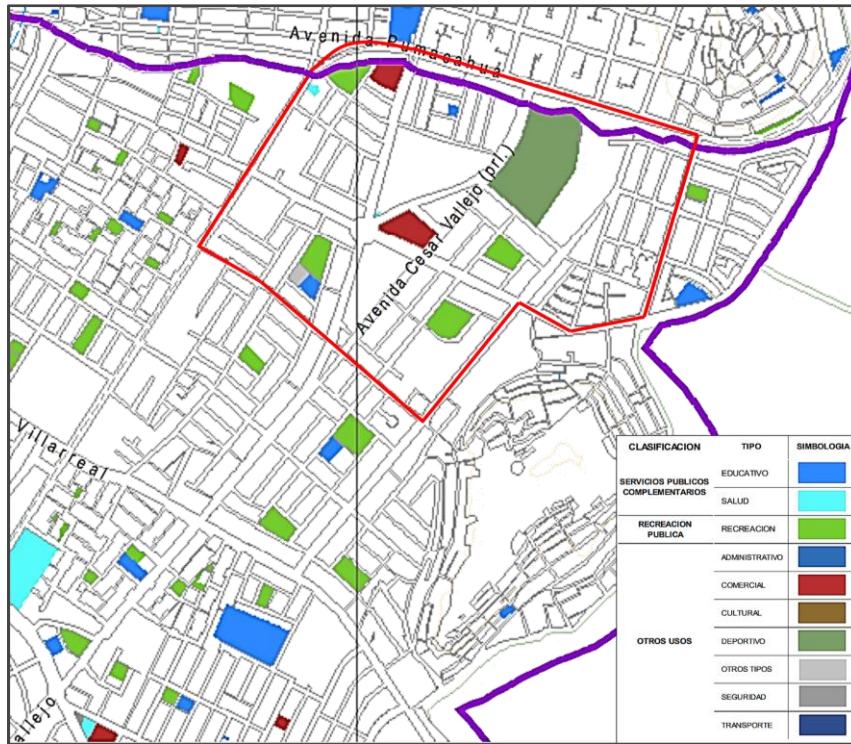 Avenida Pumacahua
Avenida Cesar Vallejo (prl.)
Villarreal
allejo
CLASIFICACION TIPO SIMBOLOGIA
SERVICIOS PUBLICOS COMPLEMENTARIOS
EDUCATIVO
SALUD
RECREACION PUBLICA
RECREACION
OTROS USOS
ADMINISTRATIVO
COMERCIAL
CULTURAL
DEPORTIVO
OTROS TIPOS
SEGURIDAD
TRANSPORTE